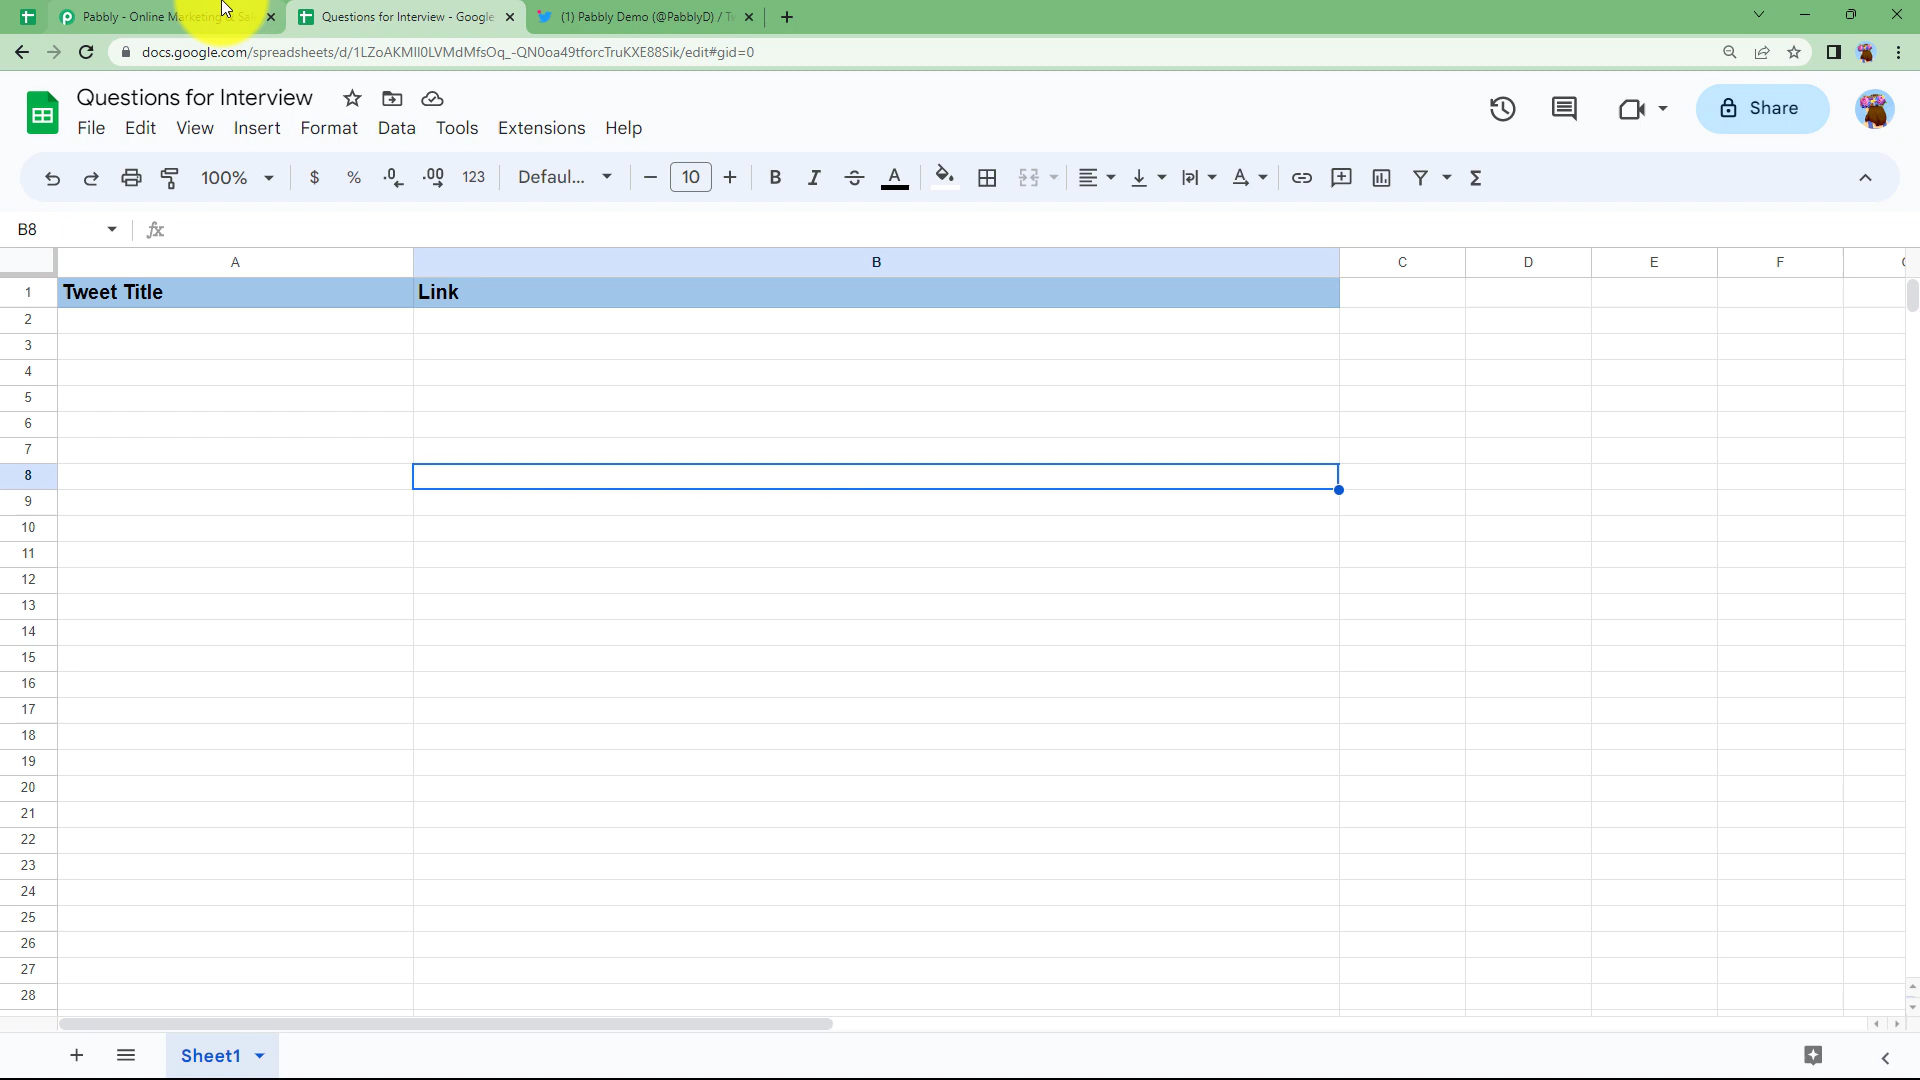 Pabbly - Online Marketing & Sal
Questions for Interview - Google
(1) Pabbly Demo (@PabblyD) / Tw
docs.google.com/spreadsheets/d/1LZoAKMlI0LVMdMfsOq_-QN0oa49tforcTruKXE88Sik/edit#gid=0
Questions for Interview
File Edit View Insert Format Data Tools Extensions Help
Share
100% $ % .0 .00 123 Defaul... 10 B I A
B8 fx
A B C D E F
1 Tweet Title Link
2
3
4
5
6
7
8
9
10
11
12
13
14
15
16
17
18
19
20
21
22
23
24
25
26
27
28
Sheet1